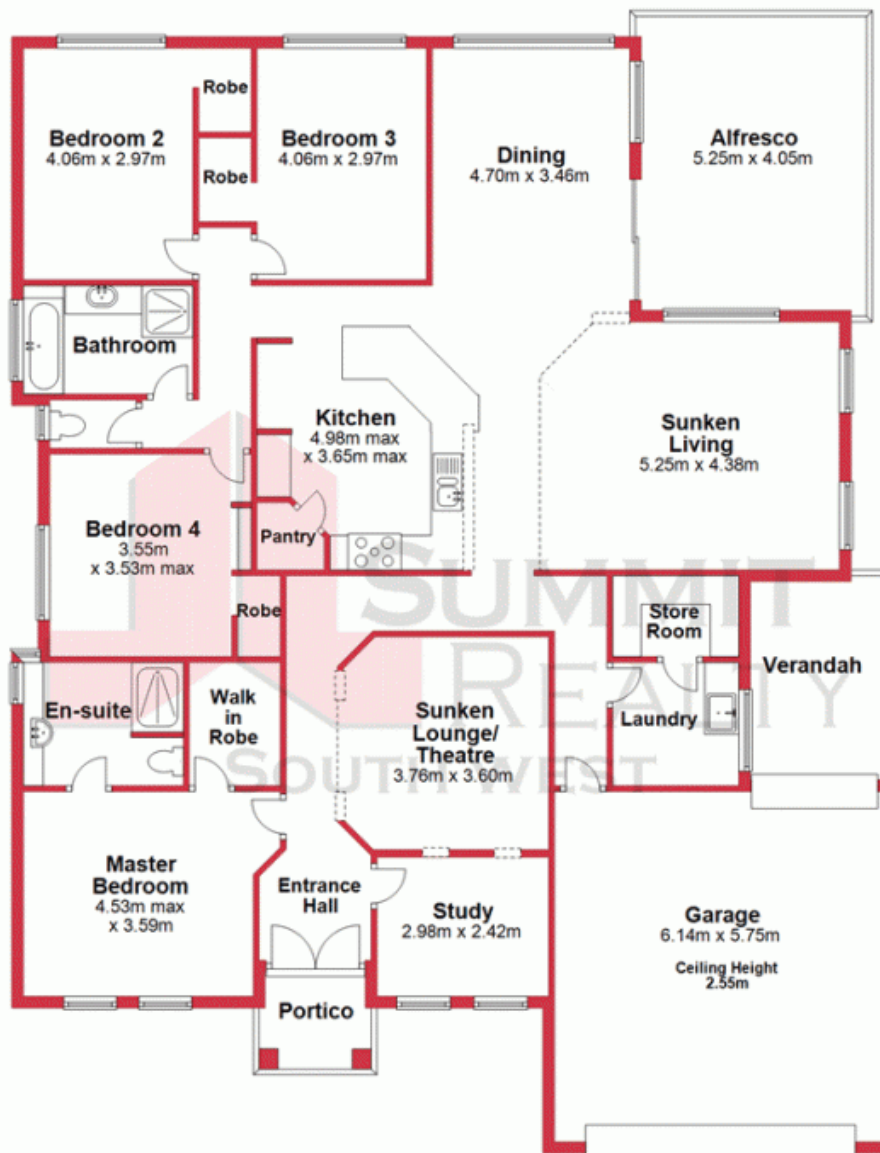 Robe
Bedroom 2
4.06m x 2.97m
Bedroom 3
4.06m x 2.97m
Dining
4.70m x 3.46m
Alfresco
5.25m x 4.05m
Robe
Bathroom
Kitchen
4.98m max
x 3.65m max
Sunken
Living
5.25m x 4.38m
Bedroom 4
3.55m
x 3.53m max
Pantry
Robe
Store
Room
Verandah
SUMMIT
REALTY
SOUTH WEST
En-suite
Walk
in
Robe
Sunken
Lounge/
Theatre
3.76m x 3.60m
Laundry
Master
Bedroom
4.53m max
x 3.59m
Entrance
Hall
Study
2.98m x 2.42m
Garage
6.14m x 5.75m
Ceiling Height
2.55m
Portico